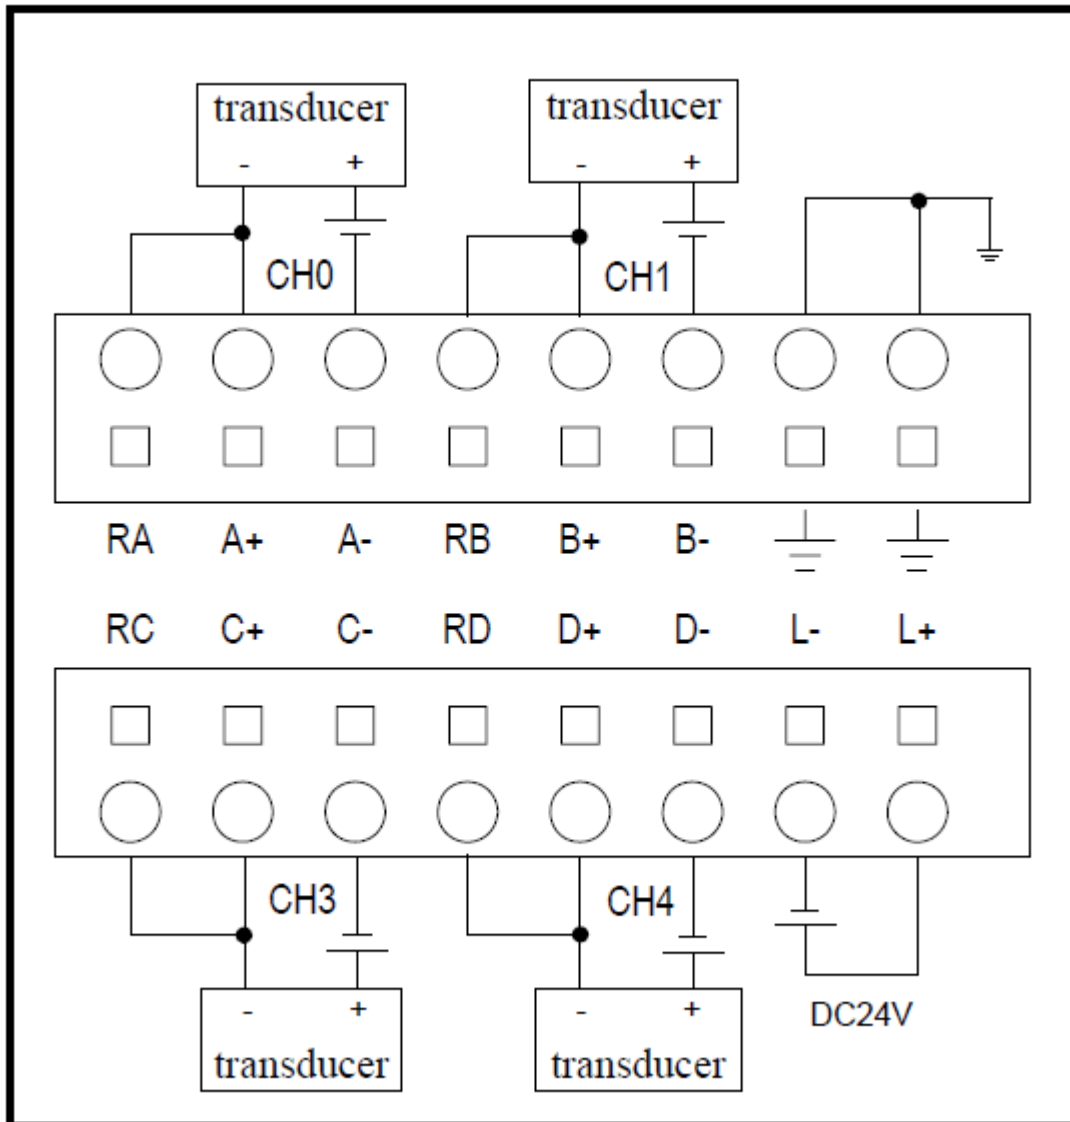 transducer transducer
- + - +
CH0 CH1
RA A+ A- RB B+ B-
RC C+ C- RD D+ D- L- L+
CH3 CH4
- + - +
DC24V
transducer transducer